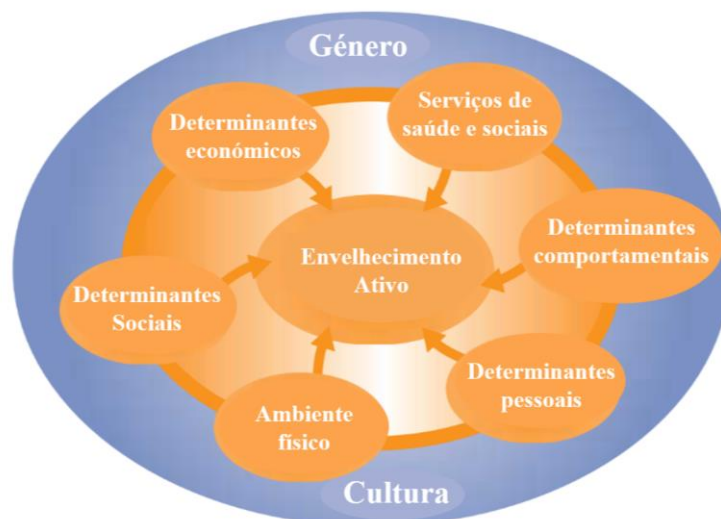 Género
Serviços de
saúde e sociais
Determinantes
económicos
Determinantes
comportamentais
Envelhecimento
Ativo
Determinantes
Sociais
Determinantes
pessoais
Ambiente
físico
Cultura